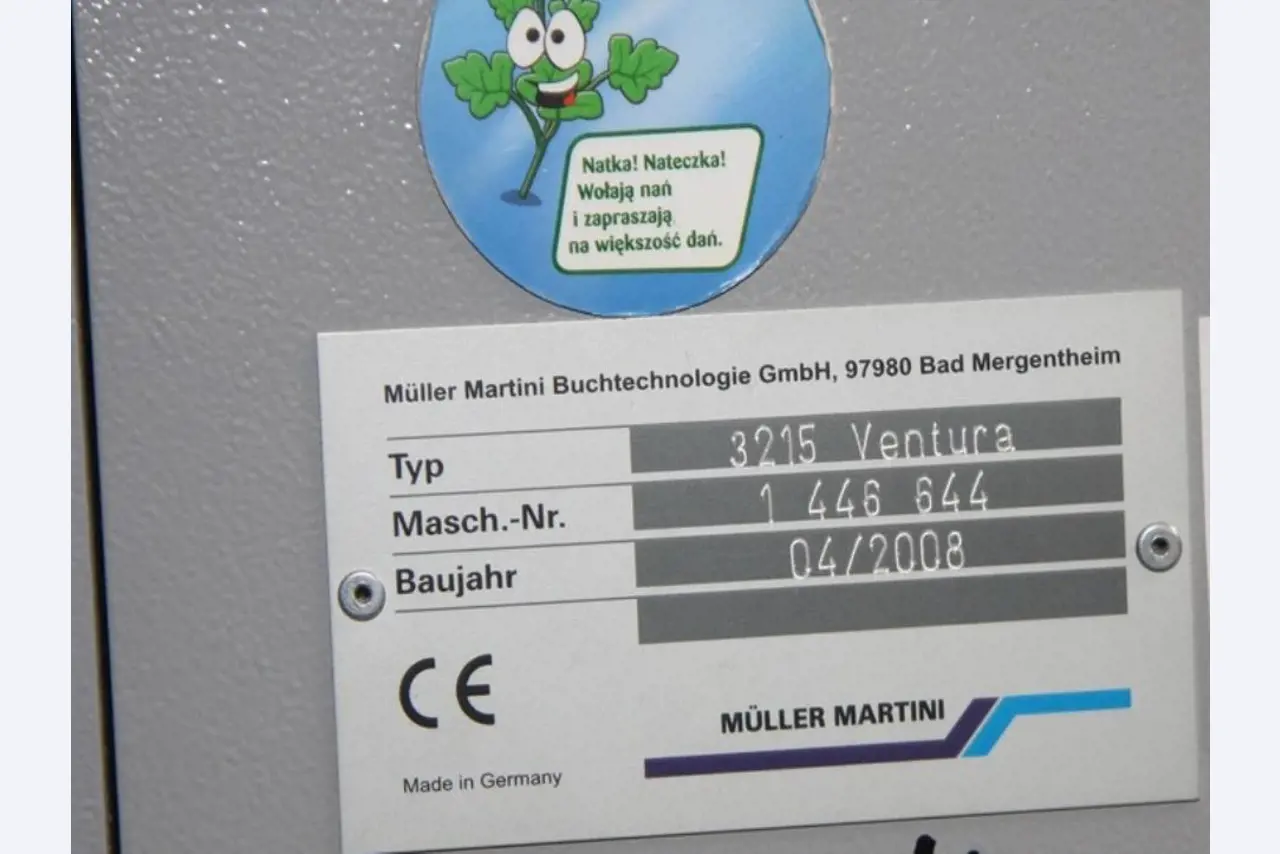 Natka! Nateczka!
Wołają nań
i zapraszają
na większość dań.
Müller Martini Buchtechnologie GmbH, 97980 Bad Mergentheim
Typ 3215 Ventura
Masch.-Nr. 1 446 644
Baujahr 04/2008
CE
MÜLLER MARTINI
Made in Germany